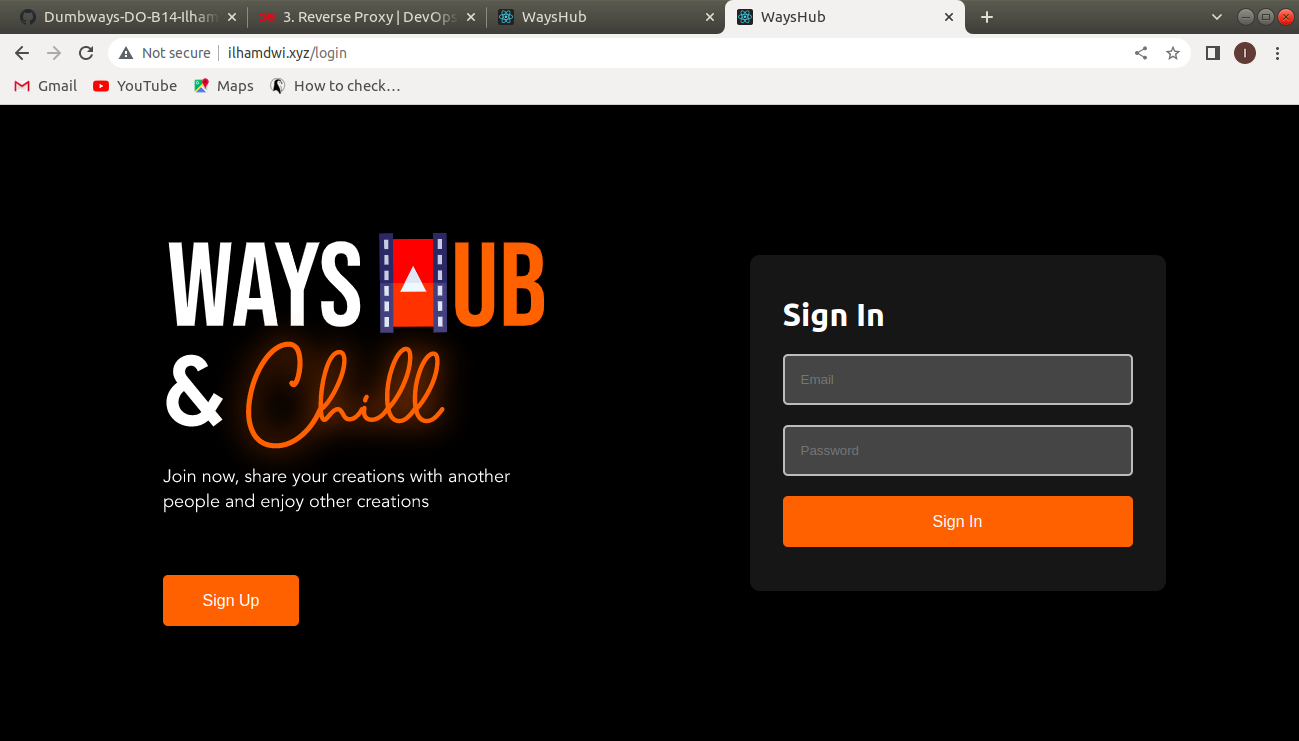 Dumbways-DO-B14-Ilham
3. Reverse Proxy | DevOps
WaysHub
WaysHub
Not secure
ilhamdwi.xyz/login
I
Gmail
YouTube
Maps
How to check…
WAYS HUB
& Chill
Join now, share your creations with another
people and enjoy other creations
Sign Up
Sign In
Email
Password
Sign In